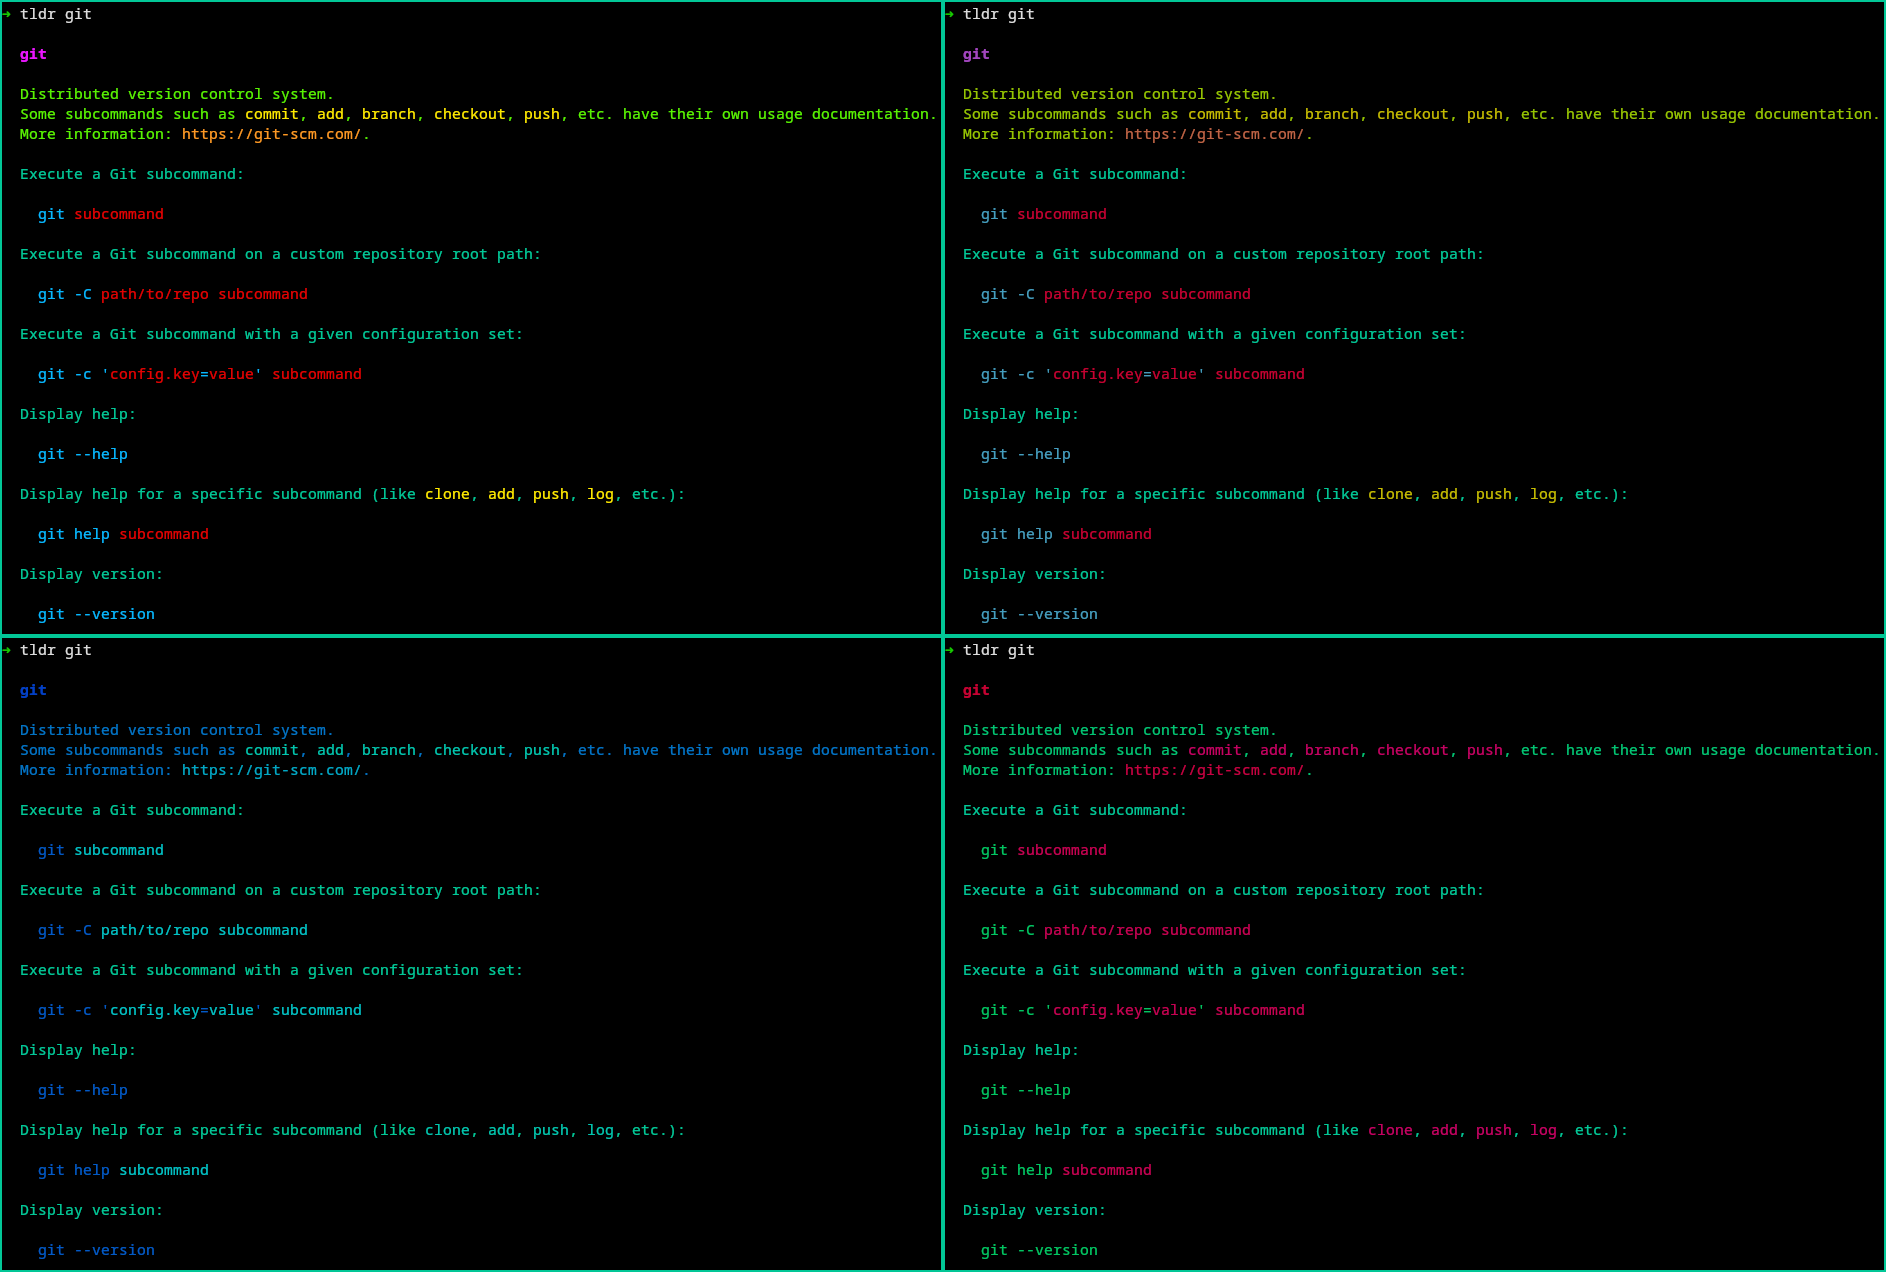 ➜ tldr git
git
Distributed version control system.
Some subcommands such as commit, add, branch, checkout, push, etc. have their own usage documentation.
More information: https://git-scm.com/.
Execute a Git subcommand:
git subcommand
Execute a Git subcommand on a custom repository root path:
git -C path/to/repo subcommand
Execute a Git subcommand with a given configuration set:
git -c 'config.key=value' subcommand
Display help:
git --help
Display help for a specific subcommand (like clone, add, push, log, etc.):
git help subcommand
Display version:
git --version
➜ tldr git
git
Distributed version control system.
Some subcommands such as commit, add, branch, checkout, push, etc. have their own usage documentation.
More information: https://git-scm.com/.
Execute a Git subcommand:
git subcommand
Execute a Git subcommand on a custom repository root path:
git -C path/to/repo subcommand
Execute a Git subcommand with a given configuration set:
git -c 'config.key=value' subcommand
Display help:
git --help
Display help for a specific subcommand (like clone, add, push, log, etc.):
git help subcommand
Display version:
git --version
➜ tldr git
git
Distributed version control system.
Some subcommands such as commit, add, branch, checkout, push, etc. have their own usage documentation.
More information: https://git-scm.com/.
Execute a Git subcommand:
git subcommand
Execute a Git subcommand on a custom repository root path:
git -C path/to/repo subcommand
Execute a Git subcommand with a given configuration set:
git -c 'config.key=value' subcommand
Display help:
git --help
Display help for a specific subcommand (like clone, add, push, log, etc.):
git help subcommand
Display version:
git --version
➜ tldr git
git
Distributed version control system.
Some subcommands such as commit, add, branch, checkout, push, etc. have their own usage documentation.
More information: https://git-scm.com/.
Execute a Git subcommand:
git subcommand
Execute a Git subcommand on a custom repository root path:
git -C path/to/repo subcommand
Execute a Git subcommand with a given configuration set:
git -c 'config.key=value' subcommand
Display help:
git --help
Display help for a specific subcommand (like clone, add, push, log, etc.):
git help subcommand
Display version:
git --version